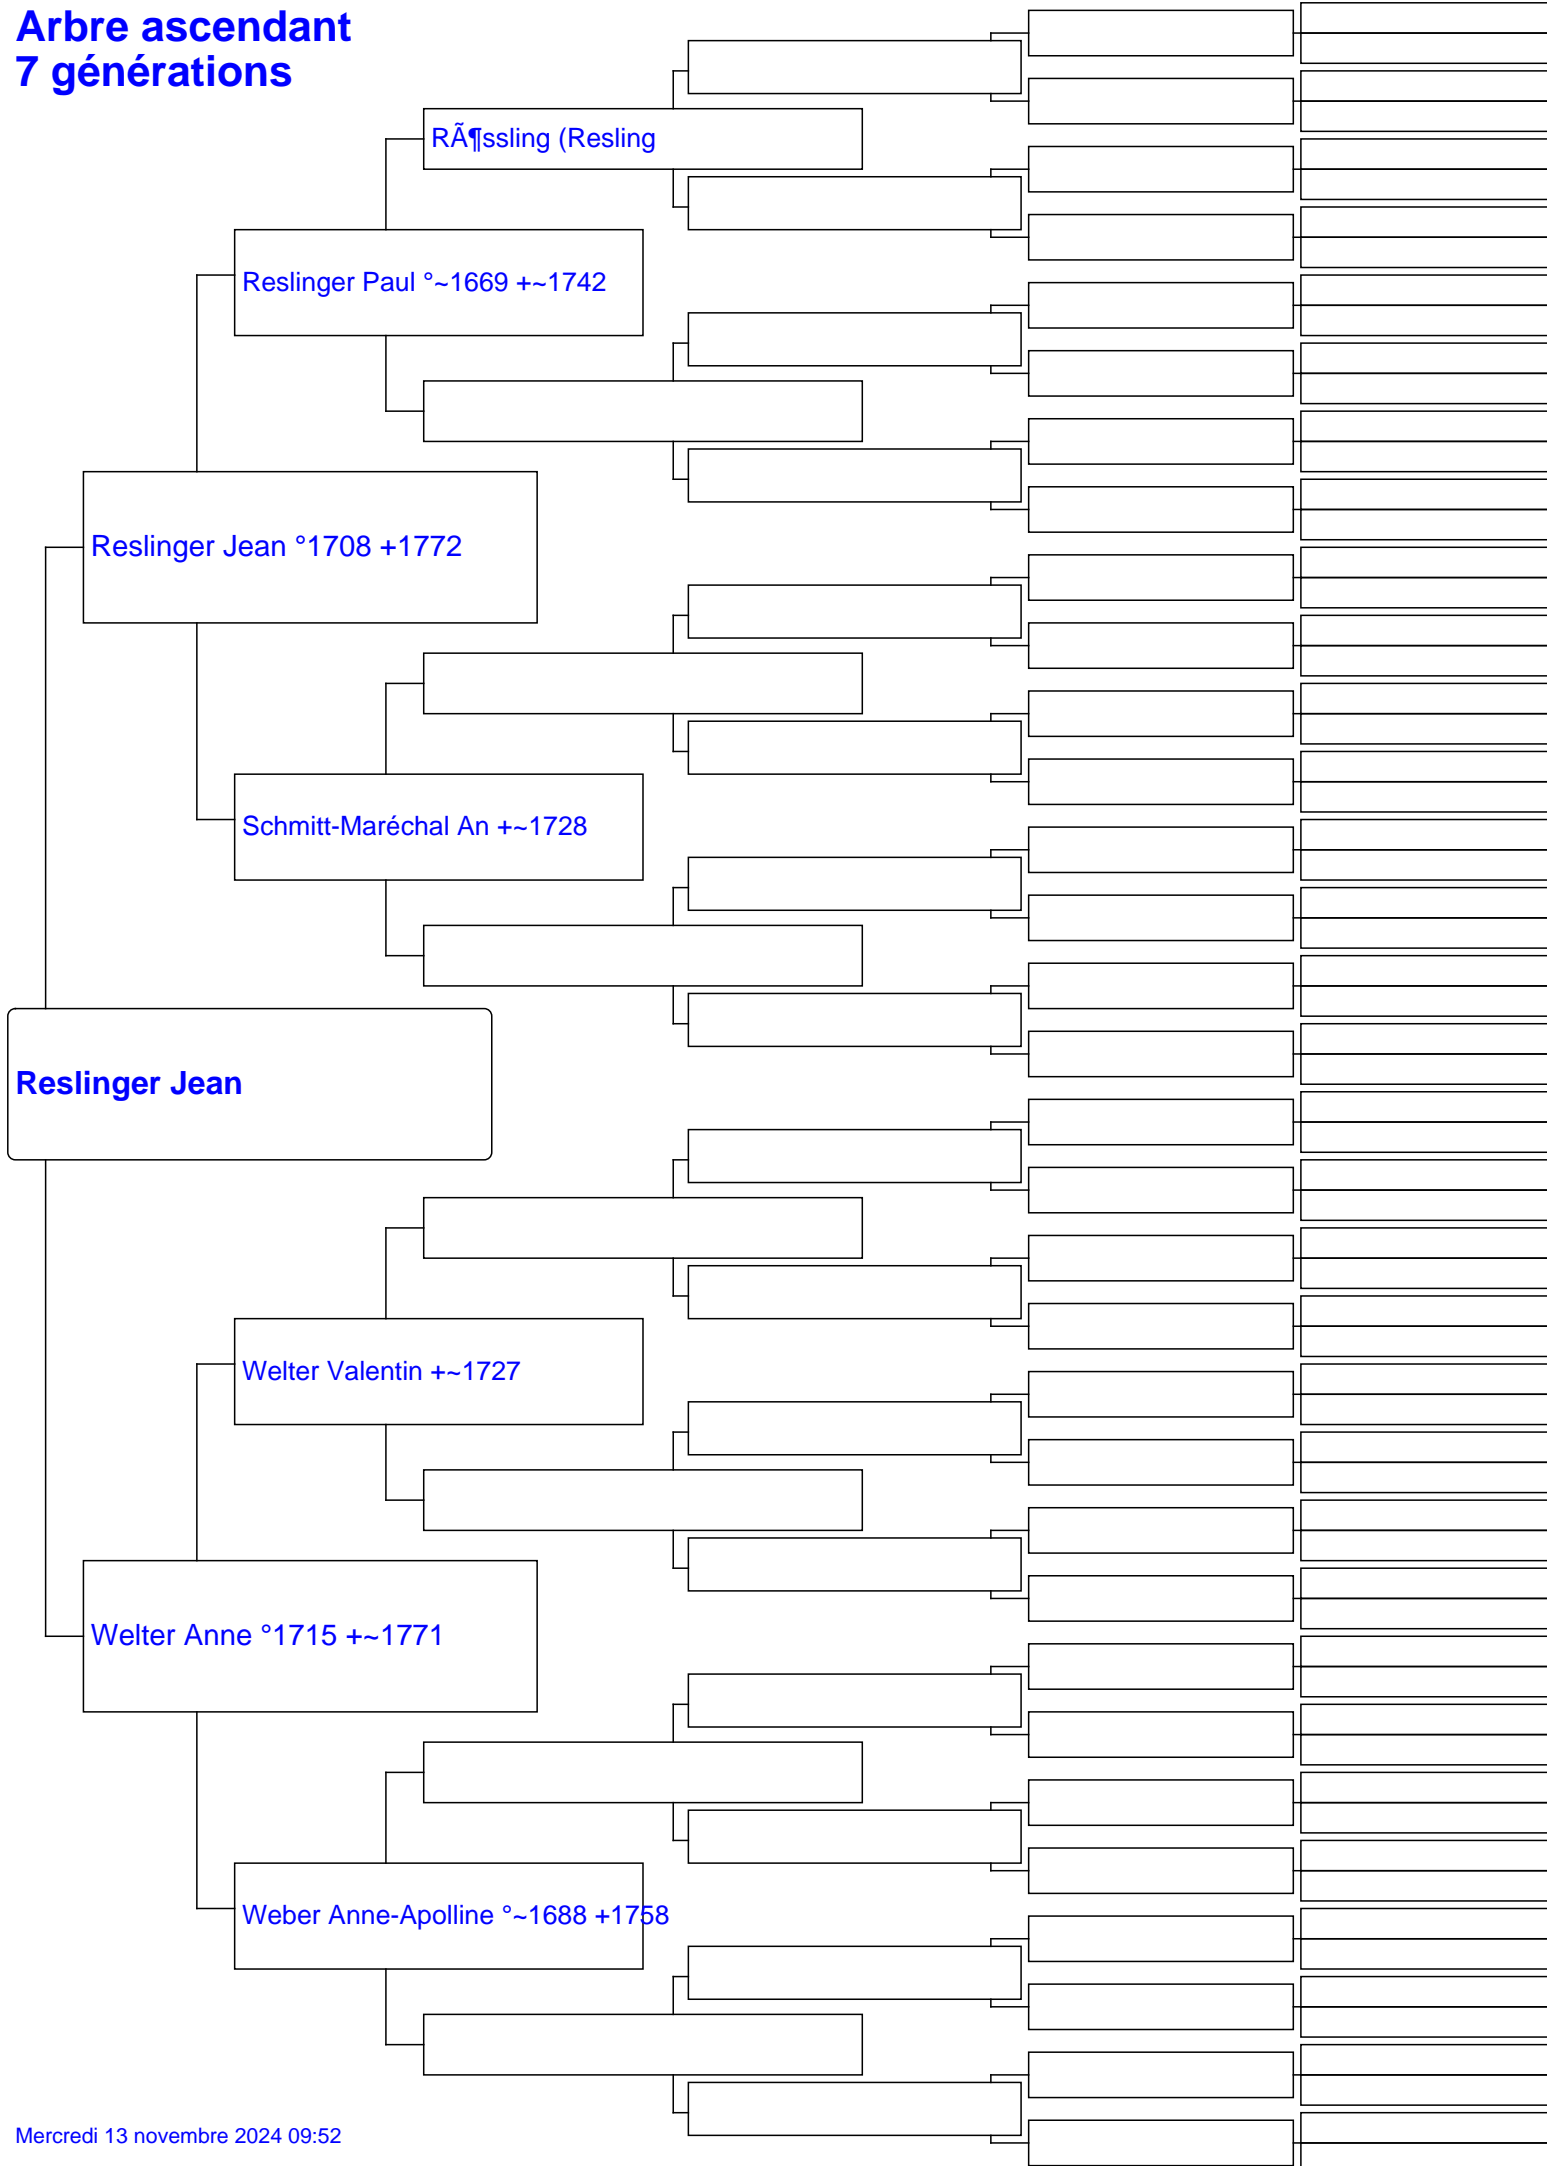 Arbre ascendant
7 générations
RÃ¶ssling (Resling
Reslinger Paul °~1669 +~1742
Reslinger Jean °1708 +1772
Schmitt-Maréchal An +~1728
Reslinger Jean
Welter Valentin +~1727
Welter Anne °1715 +~1771
Weber Anne-Apolline °~1688 +1758
Mercredi 13 novembre 2024 09:52